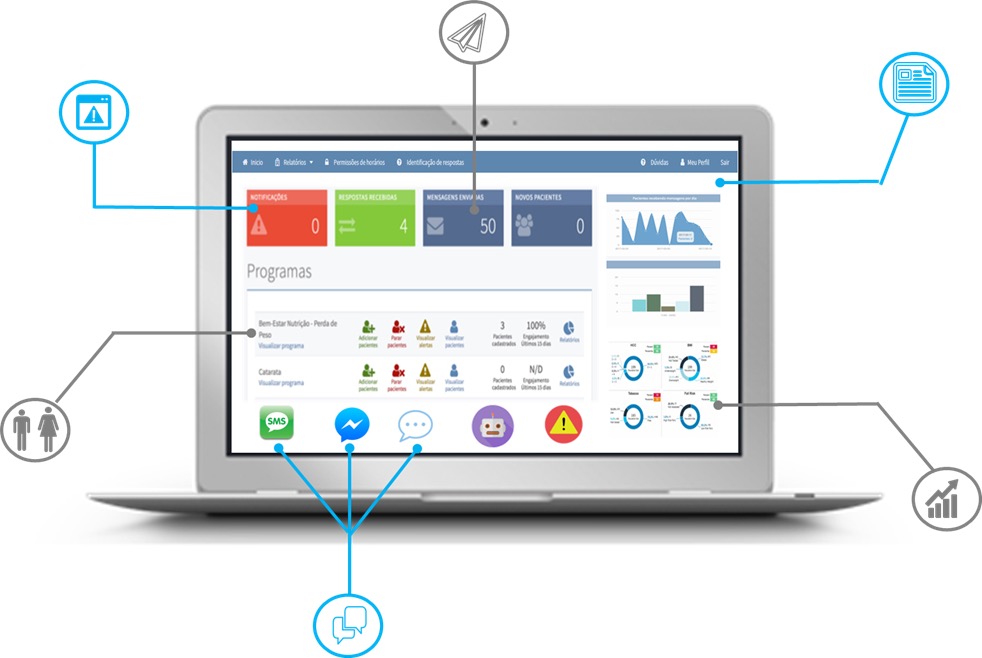 Inicio
Relatório
Permissões de horários
Identificação de respostas
Dúvidas
Meu Perfil
Sair
NOTIFICAÇÕES
0
RESPOSTAS RECEBIDAS
4
MENSAGENS ENVIADAS
50
NOVOS PACIENTES
0
Programas
Bem-Estar Nutrição - Perda de
Peso
Visualizar programa
Adicionar
pacientes
Parar
pacientes
Visualizar
alertas
Visualizar
pacientes
3
Pacientes
cadastrados
100%
Engajamento
Últimos 15 dias
Relatórios
Catarata
Visualizar programa
Adicionar
pacientes
Parar
pacientes
Visualizar
alertas
Visualizar
pacientes
0
Pacientes
cadastrados
N/D
Engajamento
Últimos 15 dias
Relatórios
SMS